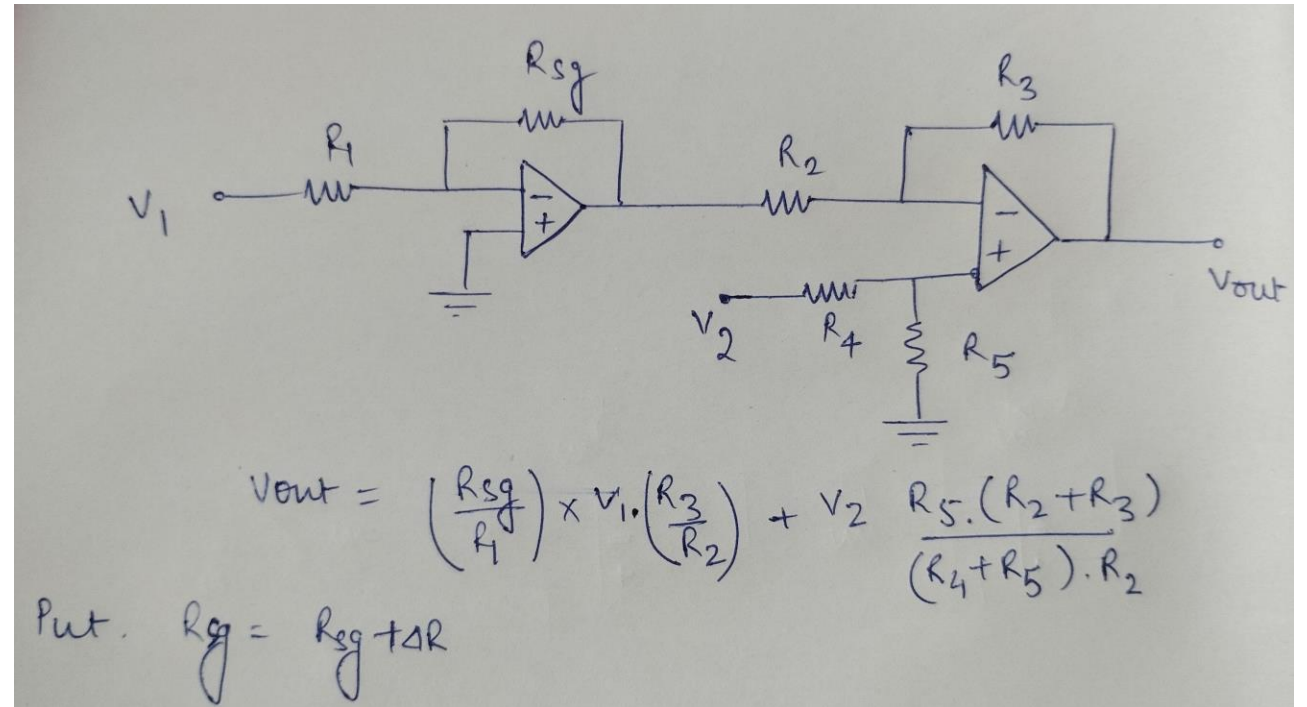 Rsg
R3
R1
R2
V1
-
+
-
+
Vout
V2
R4
R5
Vout = (Rsg/R1) × V1.(R3/R2) + V2 R5.(R2+R3)/(R4+R5).R2
Put. Rsg = Rsg+ΔR